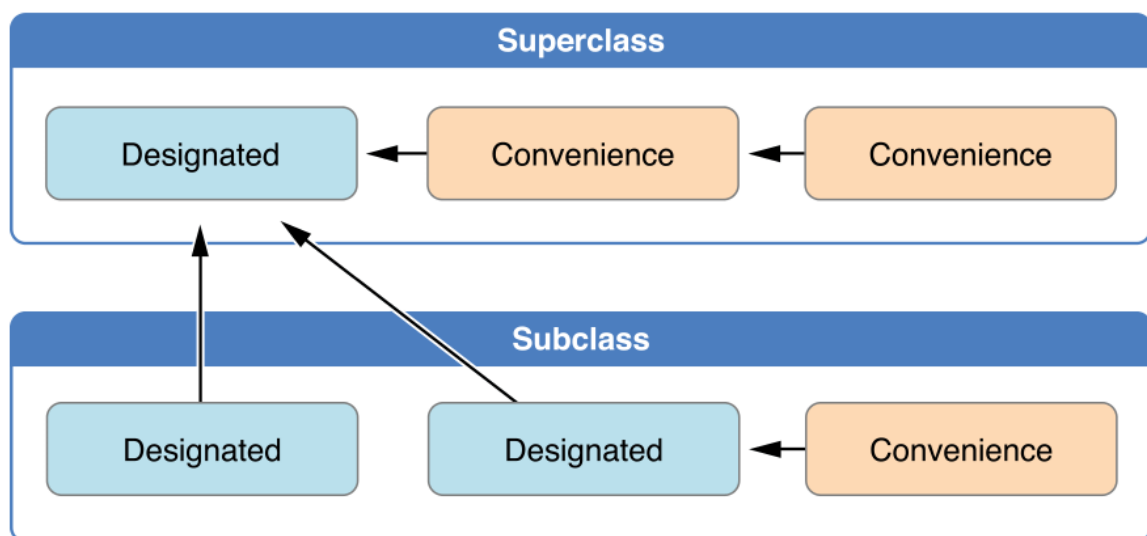 Superclass
Designated
Convenience
Convenience
Subclass
Designated
Designated
Convenience